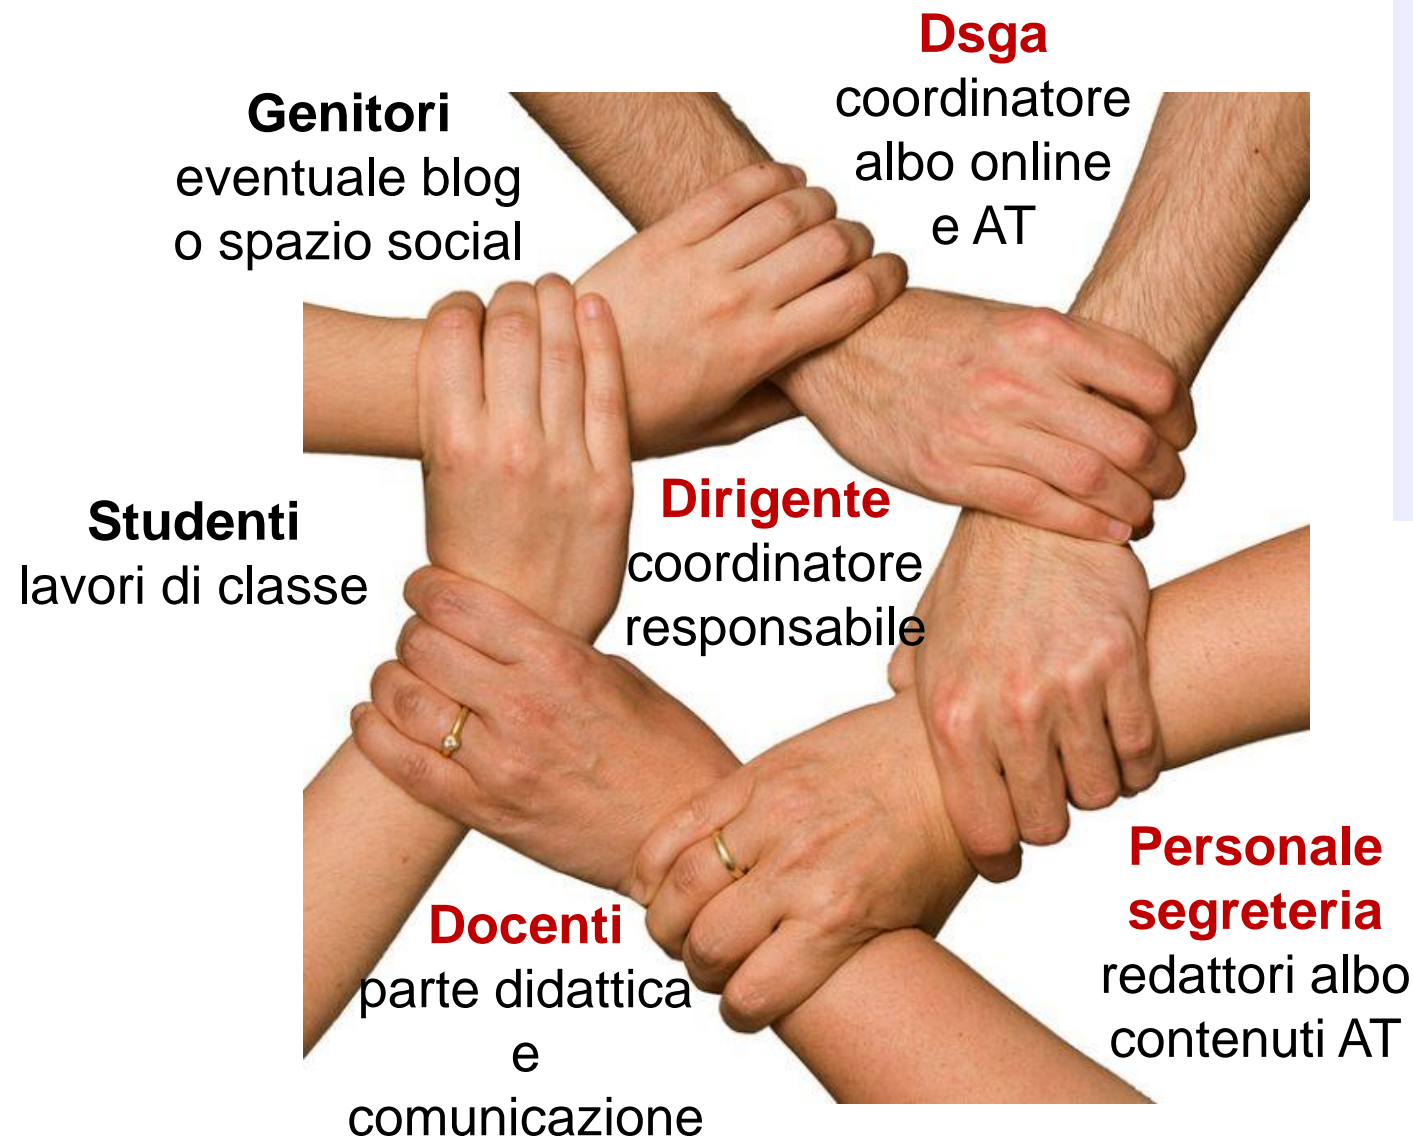 Dsga
coordinatore
albo online
e AT
Genitori
eventuale blog
o spazio social
Dirigente
coordinatore
responsabile
Studenti
lavori di classe
Personale
segreteria
redattori albo
contenuti AT
Docenti
parte didattica
e
comunicazione